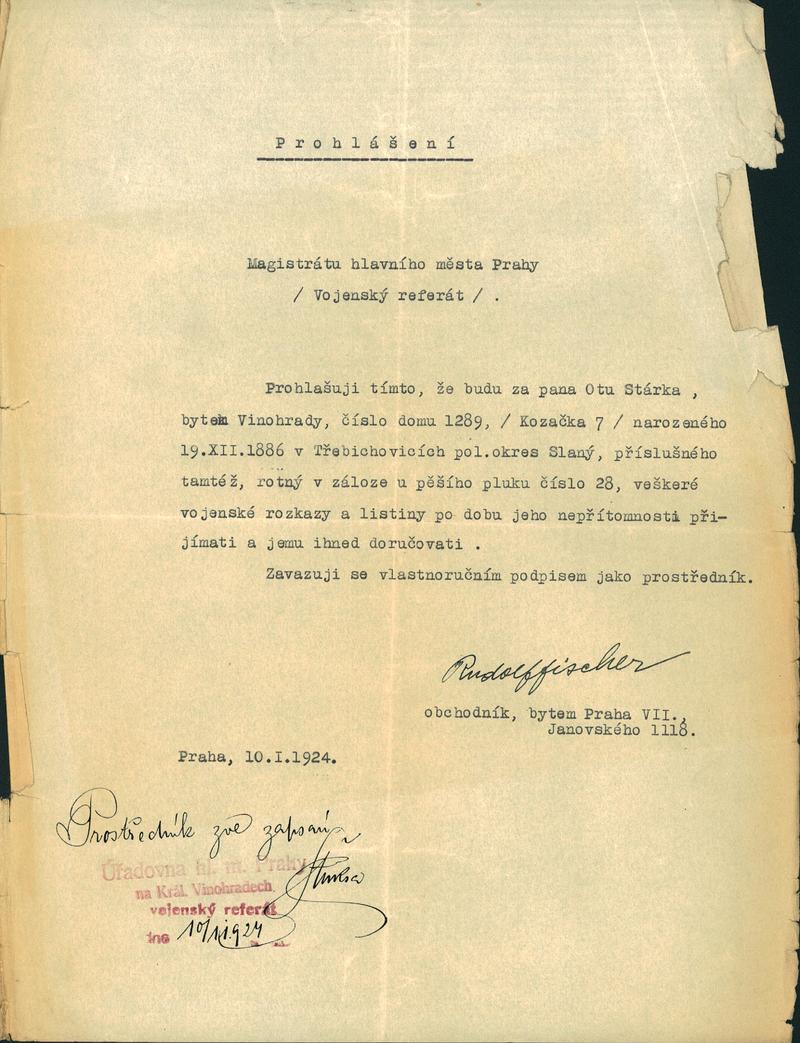 Prohlášení
Magistrátu hlavního města Prahy
/ Vojenský referát / .
Prohlašuji tímto, že budu za pana Otu Stárka ,
bytem Vinohrady, číslo domu 1289, / Kozačka 7 / narozeného
19.XII.1886 v Třebichovicích pol.okres Slaný, příslušného
tamtéž, rotný v záloze u pěšího pluku číslo 28, veškeré
vojenské rozkazy a listiny po dobu jeho nepřítomnosti při-
jímati a jemu ihned doručovati .
Zavazuji se vlastnoručním podpisem jako prostředník.
Rudolf Fischer
obchodník, bytem Praha VII.,
Janovského 1118.
Praha, 10.I.1924.
Prostředník zvě zapsán
Úřadovna hl. m. Prahy
na Král. Vinohradech.
vojenský referát
dne 10/I.1924